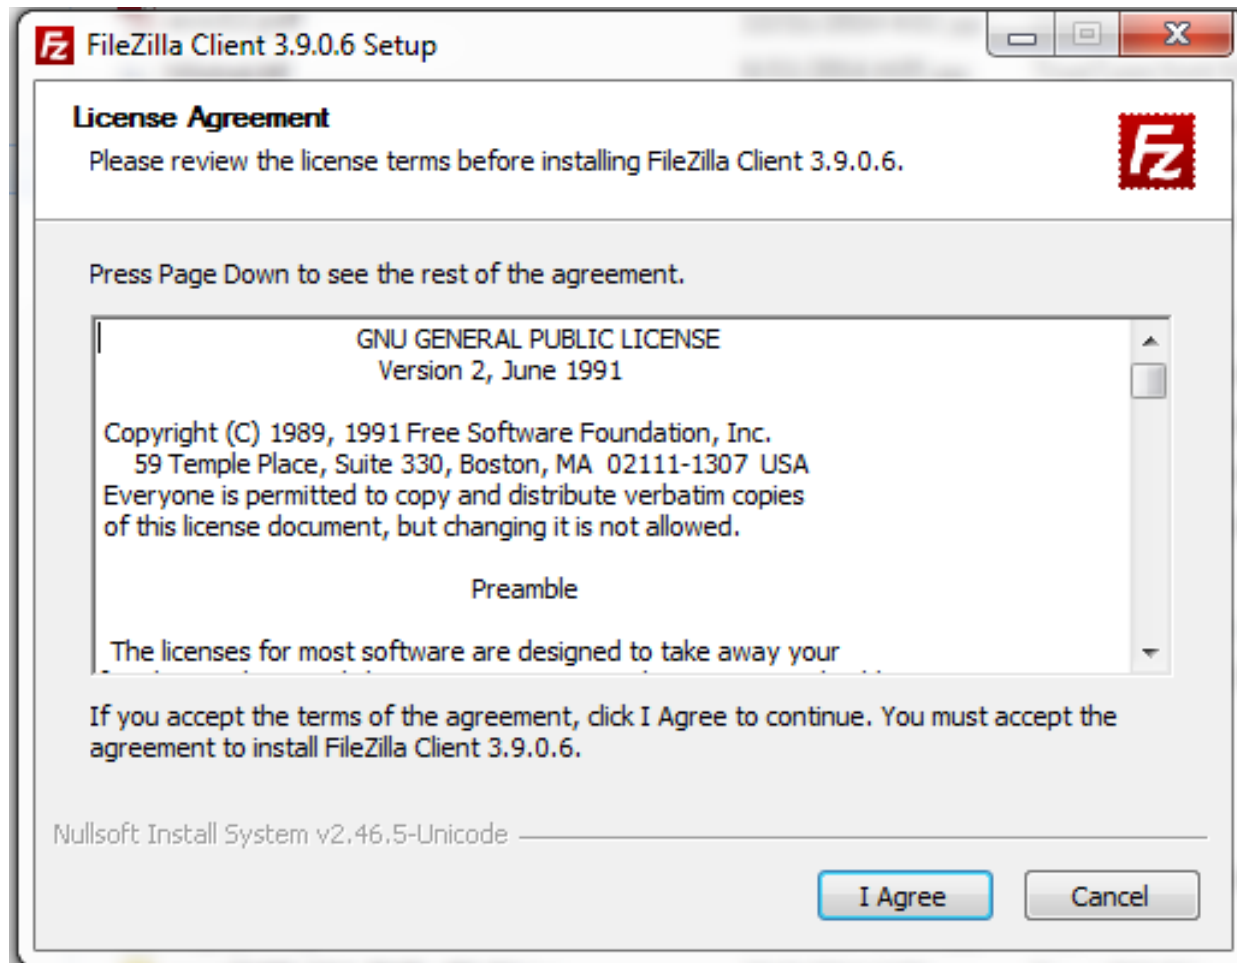 FileZilla Client 3.9.0.6 Setup
License Agreement
Please review the license terms before installing FileZilla Client 3.9.0.6.
Fz
Press Page Down to see the rest of the agreement.
GNU GENERAL PUBLIC LICENSE
Version 2, June 1991
Copyright (C) 1989, 1991 Free Software Foundation, Inc.
59 Temple Place, Suite 330, Boston, MA 02111-1307 USA
Everyone is permitted to copy and distribute verbatim copies
of this license document, but changing it is not allowed.
Preamble
The licenses for most software are designed to take away your
If you accept the terms of the agreement, click I Agree to continue. You must accept the
agreement to install FileZilla Client 3.9.0.6.
Nullsoft Install System v2.46.5-Unicode
I Agree
Cancel